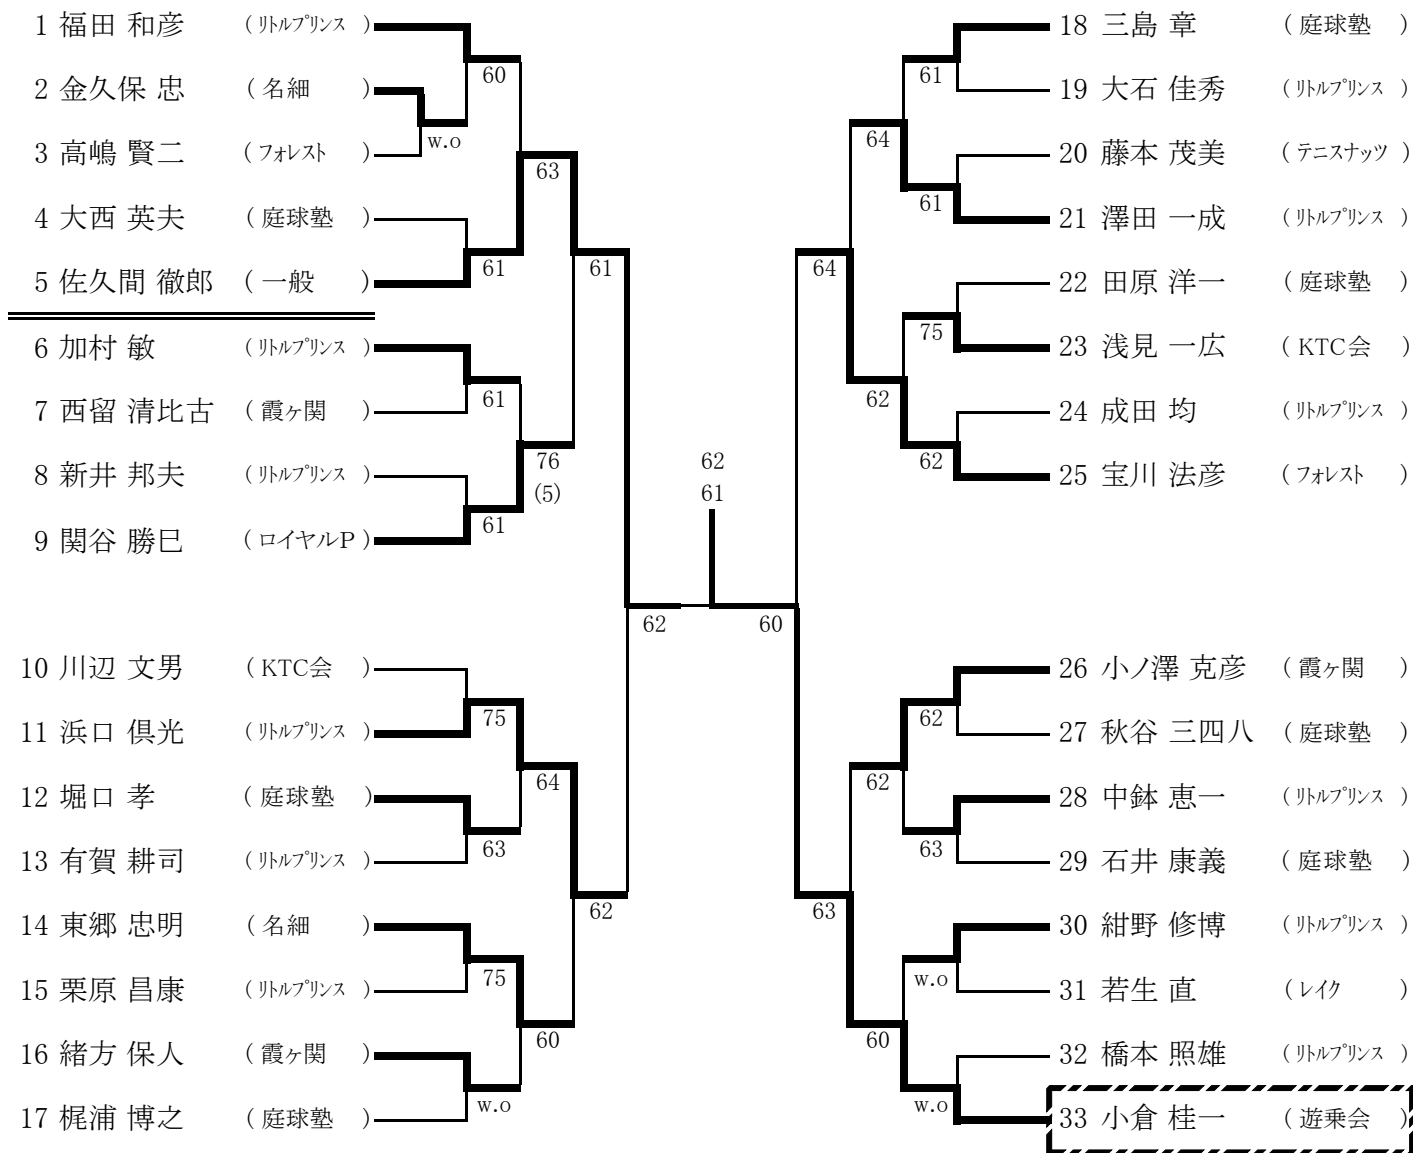 1 福田 和彦 (リトルプリンス)
60
2 金久保 忠 (名細)
w.o
3 高嶋 賢二 (フォレスト)
63
4 大西 英夫 (庭球塾)
61
61
5 佐久間 徹郎 (一般)
6 加村 敏 (リトルプリンス)
61
7 西留 清比古 (霞ヶ関)
76
(5)
8 新井 邦夫 (リトルプリンス)
61
9 関谷 勝巳 (ロイヤルP)
62
10 川辺 文男 (KTC会)
75
11 浜口 倶光 (リトルプリンス)
64
12 堀口 孝 (庭球塾)
63
13 有賀 耕司 (リトルプリンス)
62
14 東郷 忠明 (名細)
75
15 栗原 昌康 (リトルプリンス)
60
16 緒方 保人 (霞ヶ関)
w.o
17 梶浦 博之 (庭球塾)
62
61
18 三島 章 (庭球塾)
61
19 大石 佳秀 (リトルプリンス)
64
20 藤本 茂美 (テニスナッツ)
61
21 澤田 一成 (リトルプリンス)
64
22 田原 洋一 (庭球塾)
75
23 浅見 一広 (KTC会)
62
24 成田 均 (リトルプリンス)
62
25 宝川 法彦 (フォレスト)
60
26 小ノ澤 克彦 (霞ヶ関)
62
27 秋谷 三四八 (庭球塾)
62
28 中鉢 恵一 (リトルプリンス)
63
29 石井 康義 (庭球塾)
63
30 紺野 修博 (リトルプリンス)
w.o
31 若生 直 (レイク)
60
32 橋本 照雄 (リトルプリンス)
w.o
33 小倉 桂一 (遊乗会)